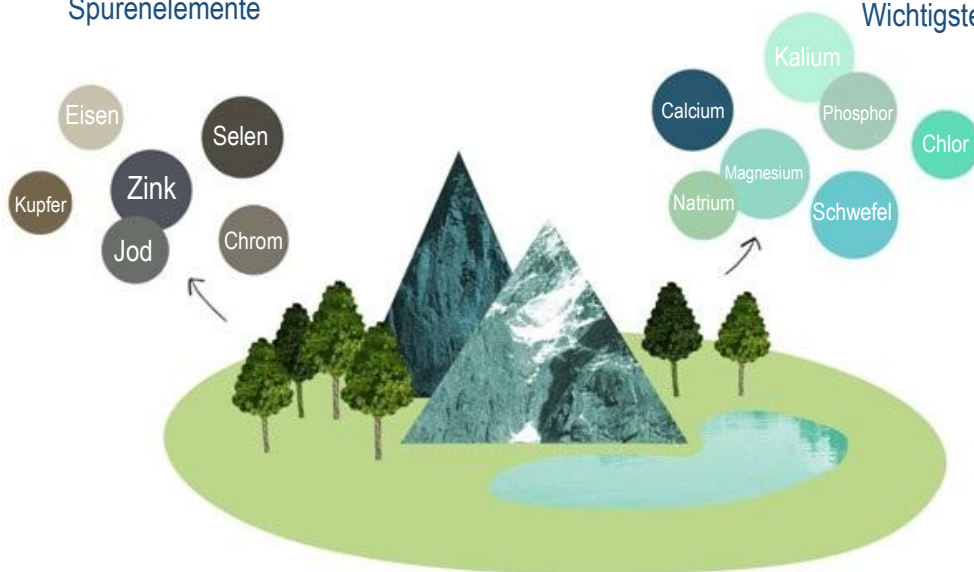 Spurenelemente
Eisen
Selen
Zink
Kupfer
Jod
Chrom
Wichtigste
Kalium
Calcium
Phosphor
Chlor
Magnesium
Natrium
Schwefel